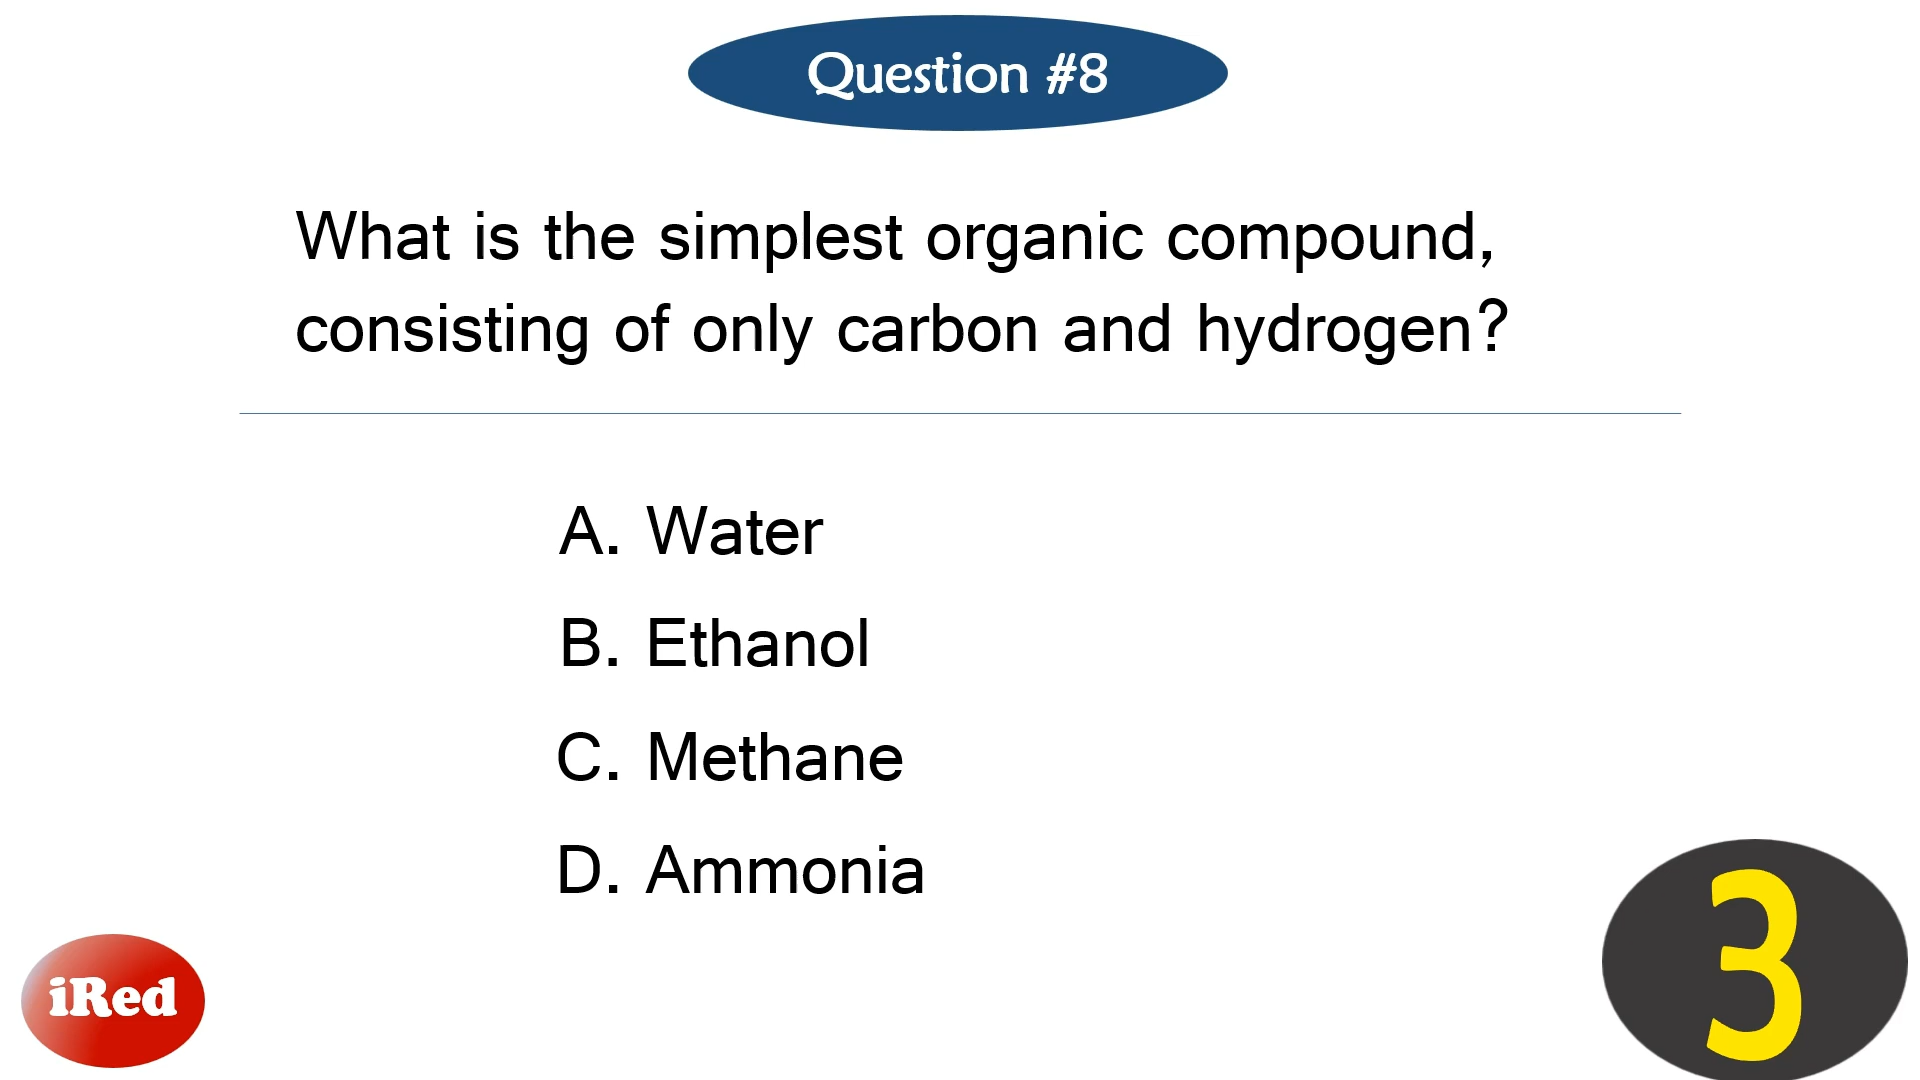 Question #8
What is the simplest organic compound,
consisting of only carbon and hydrogen?
A. Water
B. Ethanol
C. Methane
D. Ammonia
iRed
3